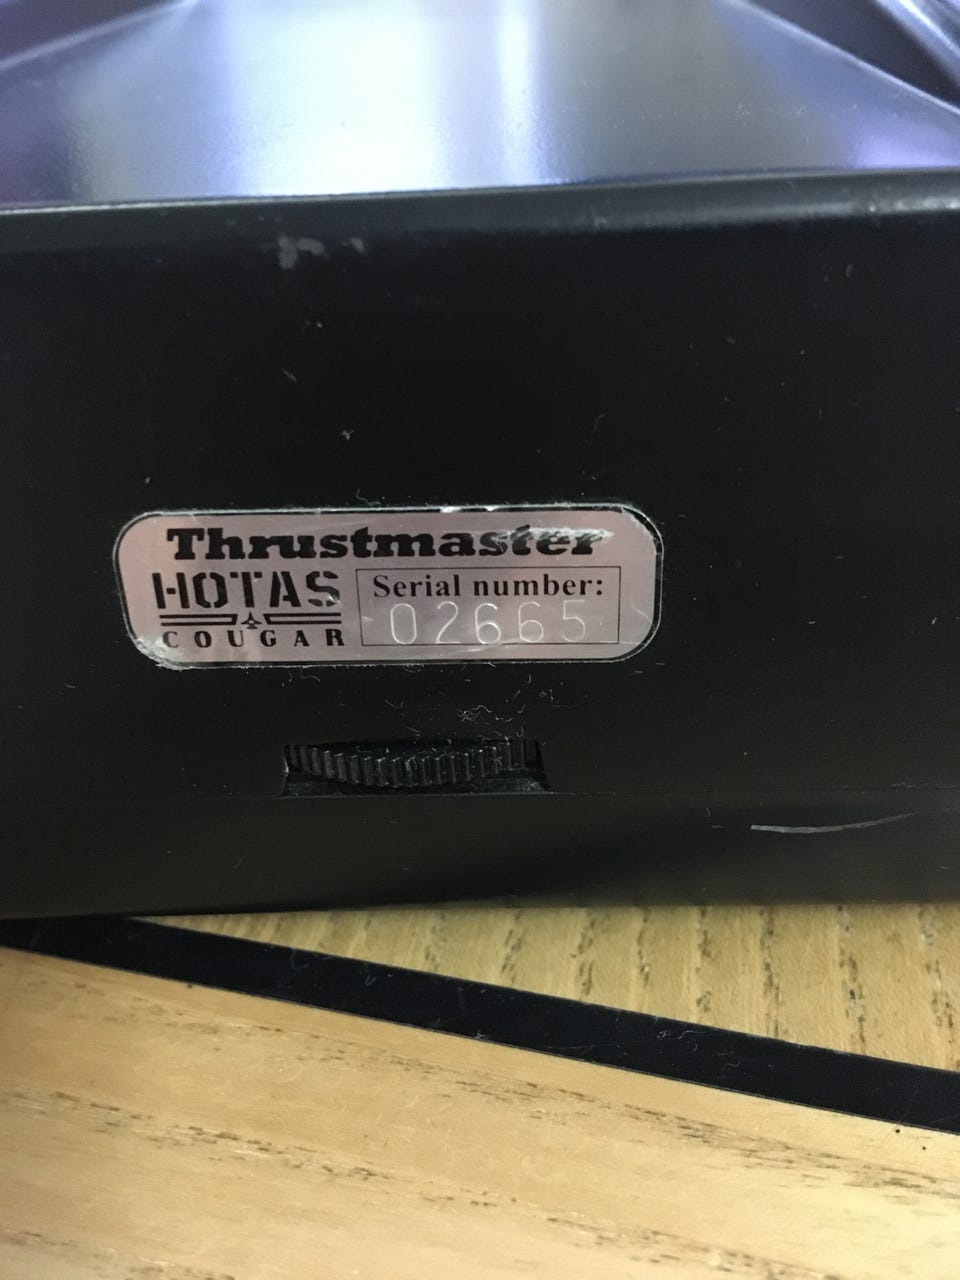 Thrustmaster
HOTAS
COUGAR
Serial number:
02665